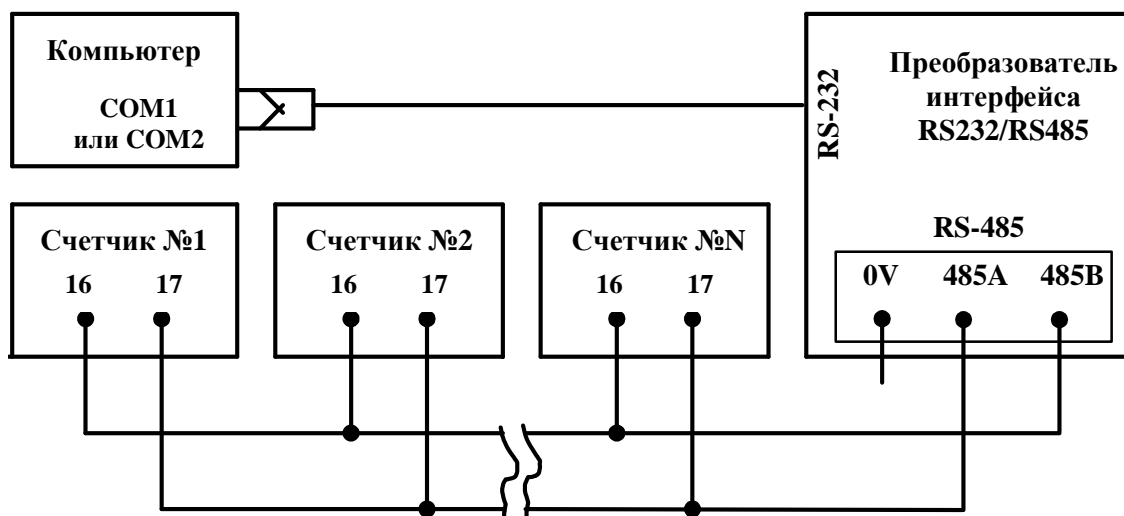 Компьютер
COM1
или COM2
RS-232
Преобразователь
интерфейса
RS232/RS485
RS-485
0V 485A 485B
Счетчик №1
16 17
Счетчик №2
16 17
Счетчик №N
16 17